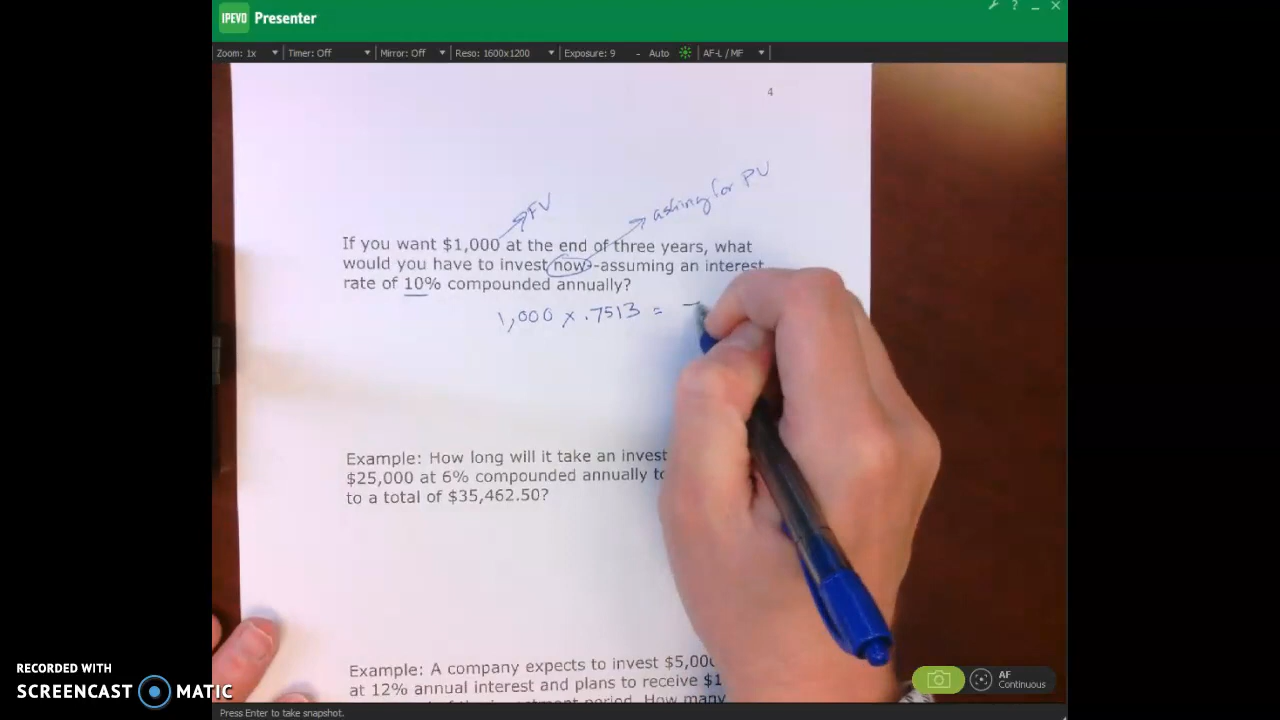 IPEVO Presenter
Zoom: 1x Timer: Off Mirror: Off Reso: 1600x1200 Exposure: 9 - Auto AF-L / MF
4
FV
asking for PV
If you want $1,000 at the end of three years, what
would you have to invest now--assuming an interest
rate of 10% compounded annually?
1,000 x .7513 =
Example: How long will it take an invest
$25,000 at 6% compounded annually to
to a total of $35,462.50?
Example: A company expects to invest $5,00
at 12% annual interest and plans to receive $1
How many
RECORDED WITH
SCREENCAST MATIC
AF
Continuous
Press Enter to take snapshot.